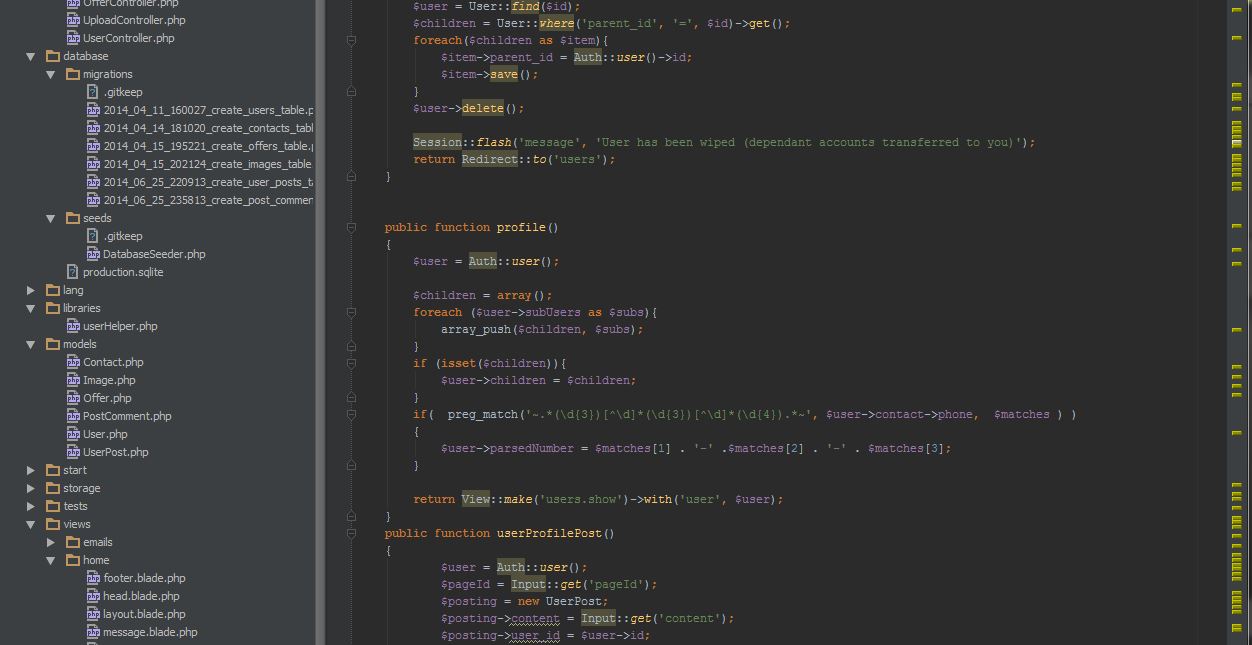 OfferController.php
UploadController.php
UserController.php
database
migrations
.gitkeep
2014_04_11_160027_create_users_table.p
2014_04_14_181020_create_contacts_tabl
2014_04_15_195221_create_offers_table.
2014_04_15_202124_create_images_table.
2014_06_25_220913_create_user_posts_t
2014_06_25_235813_create_post_commen
seeds
.gitkeep
DatabaseSeeder.php
production.sqlite
lang
libraries
userHelper.php
models
Contact.php
Image.php
Offer.php
PostComment.php
User.php
UserPost.php
start
storage
tests
views
emails
home
footer.blade.php
head.blade.php
layout.blade.php
message.blade.php
$user = User::find($id);
$children = User::where('parent_id', '=', $id)->get();
foreach($children as $item){
$item->parent_id = Auth::user()->id;
$item->save();
}
$user->delete();
Session::flash('message', 'User has been wiped (dependant accounts transferred to you)');
return Redirect::to('users');
}
public function profile()
{
$user = Auth::user();
$children = array();
foreach ($user->subUsers as $subs){
array_push($children, $subs);
}
if (isset($children)){
$user->children = $children;
}
if(  preg_match('~.*(\d{3})[^\d]*(\d{3})[^\d]*(\d{4}).*~', $user->contact->phone,  $matches ) )
{
$user->parsedNumber = $matches[1] . '-' .$matches[2] . '-' . $matches[3];
}
return View::make('users.show')->with('user', $user);
}
public function userProfilePost()
{
$user = Auth::user();
$pageId = Input::get('pageId');
$posting = new UserPost;
$posting->content = Input::get('content');
$posting->user_id = $user->id;